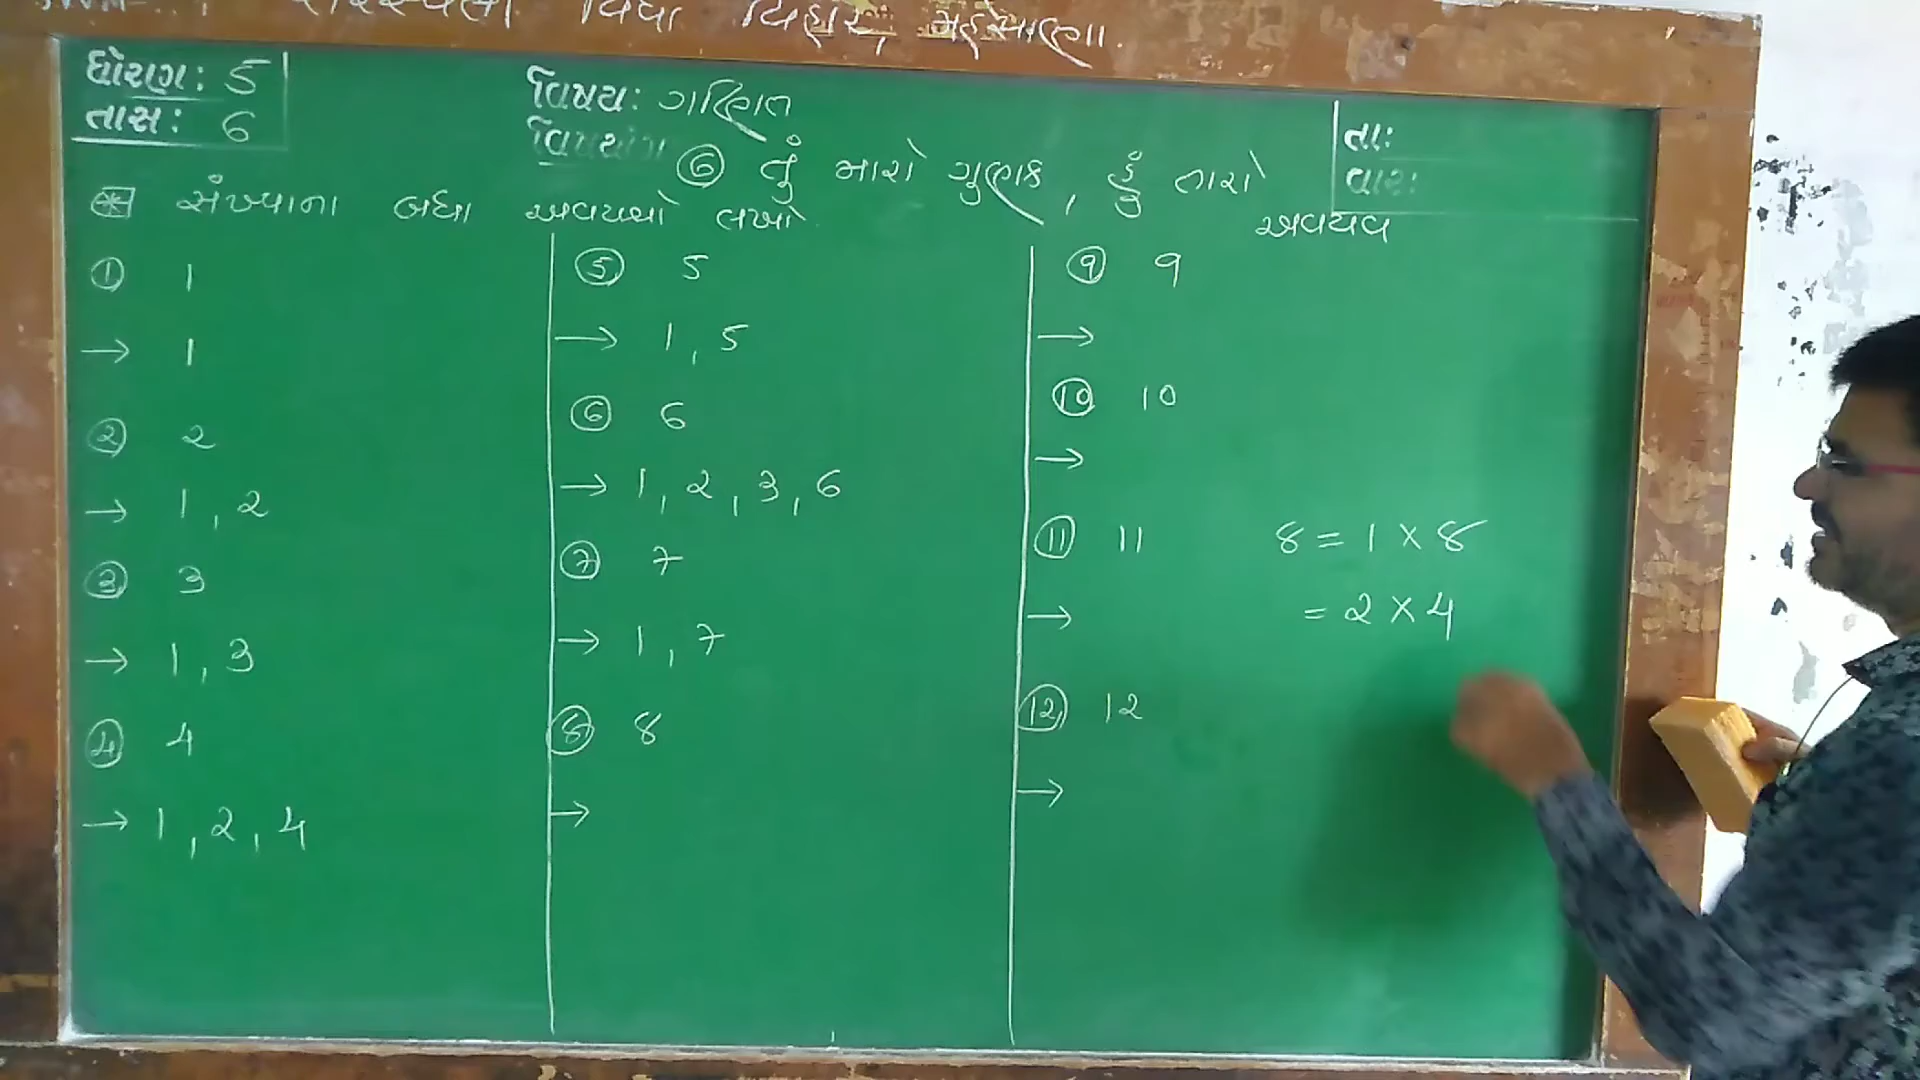 વિદ્યા વિહાર, મહેસાણા.
ધોરણ: 5
તાસ: 6
વિષય: ગણિત
તા:
વાર:
6 તું મારો ગુણક, હું તારો અવયવ
* સંખ્યાના બધા અવયવો લખો.
① 1
→ 1
② 2
→ 1, 2
③ 3
→ 1, 3
④ 4
→ 1, 2, 4
⑤ 5
→ 1, 5
⑥ 6
→ 1, 2, 3, 6
⑦ 7
→ 1, 7
⑧ 8
→
⑨ 9
→
⑩ 10
→
⑪ 11
→
⑫ 12
→
8 = 1 × 8
= 2 × 4